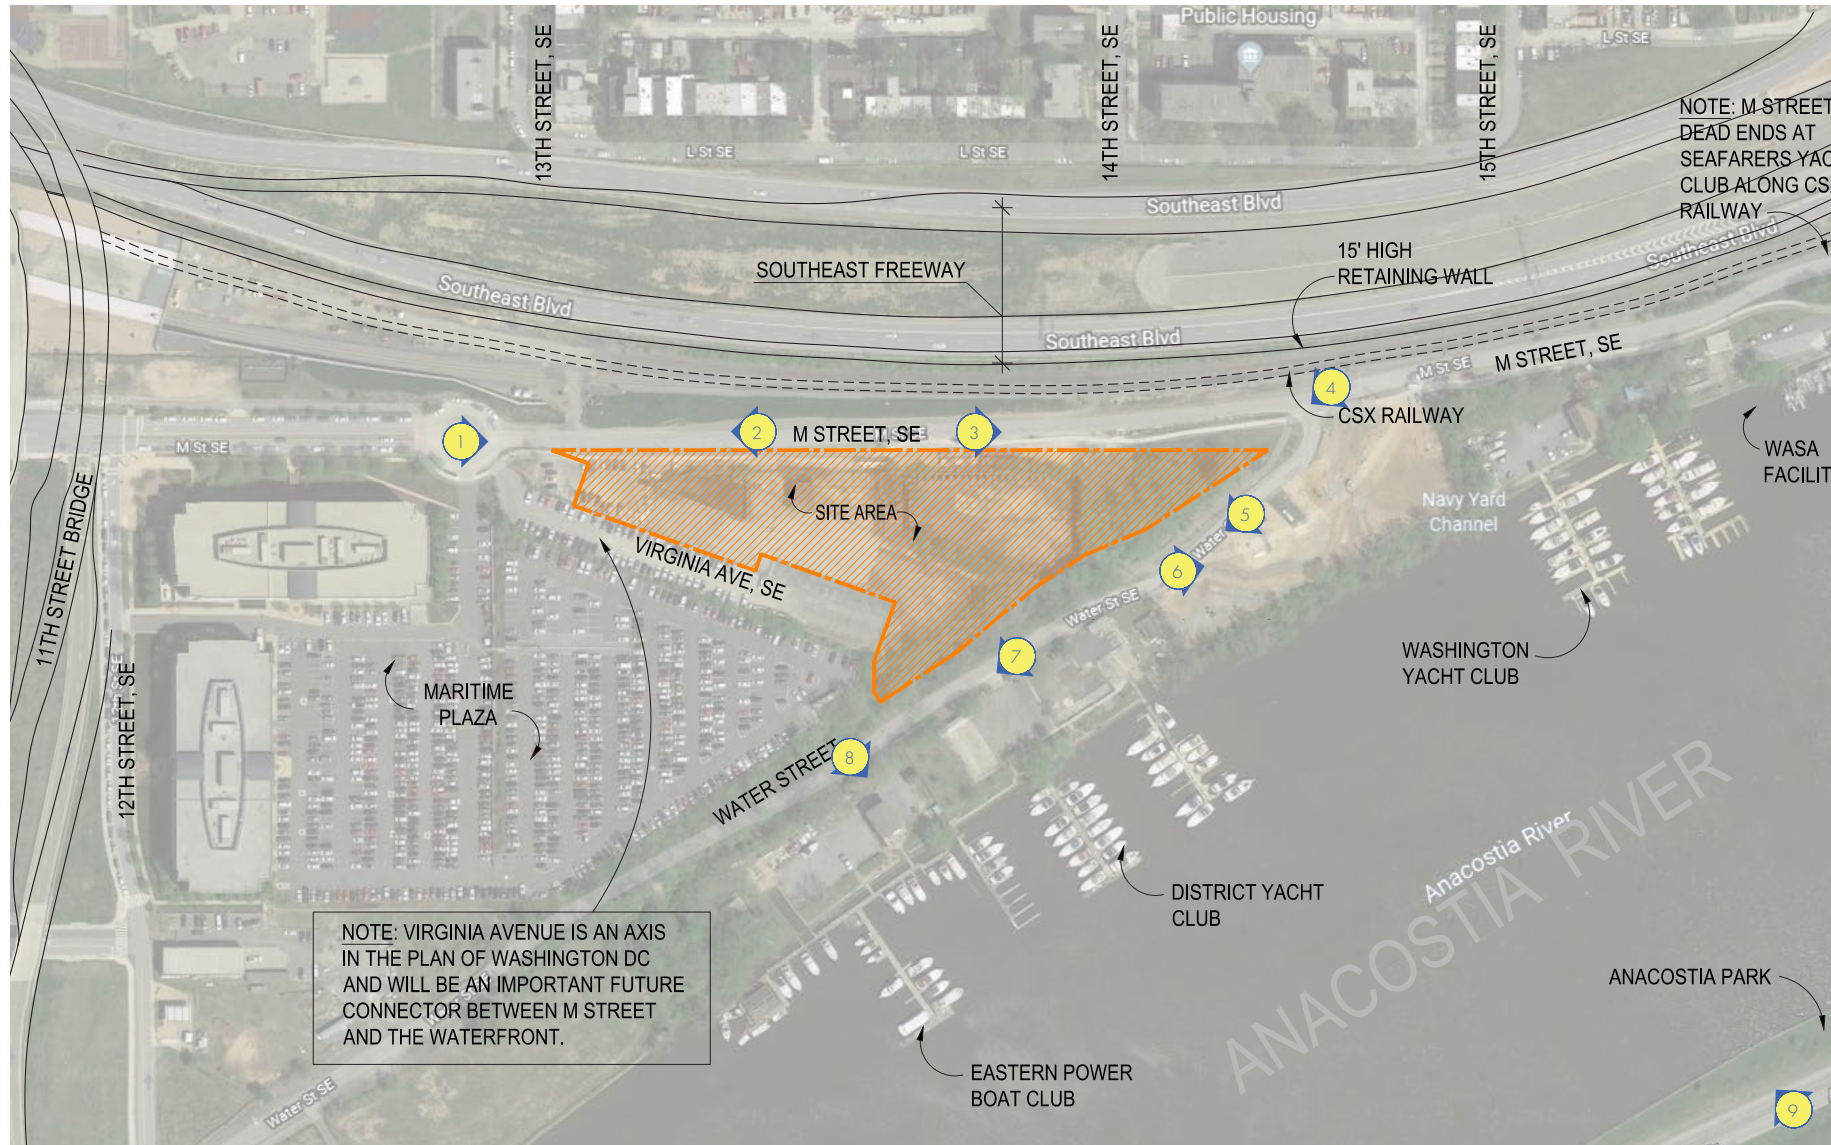 Public Housing
L St SE
13TH STREET, SE
14TH STREET, SE
15TH STREET, SE
NOTE: M STREET
DEAD ENDS AT
SEAFARERS YAC
CLUB ALONG CS
RAILWAY
L St SE
L St SE
Southeast Blvd
Southeast Blvd
15' HIGH
RETAINING WALL
SOUTHEAST FREEWAY
Southeast Blvd
Southeast Blvd
M STREET, SE
M St SE
4
CSX RAILWAY
1
2
M STREET, SE
3
M St SE
WASA
FACILIT
SITE AREA
5
Navy Yard
Channel
VIRGINIA AVE, SE
6
Water
Water St SE
11TH STREET BRIDGE
12TH STREET, SE
MARITIME
PLAZA
7
WASHINGTON
YACHT CLUB
8
WATER STREET
Anacostia River
ANACOSTIA RIVER
DISTRICT YACHT
CLUB
NOTE: VIRGINIA AVENUE IS AN AXIS
IN THE PLAN OF WASHINGTON DC
AND WILL BE AN IMPORTANT FUTURE
CONNECTOR BETWEEN M STREET
AND THE WATERFRONT.
ANACOSTIA PARK
EASTERN POWER
BOAT CLUB
Water St SE
9